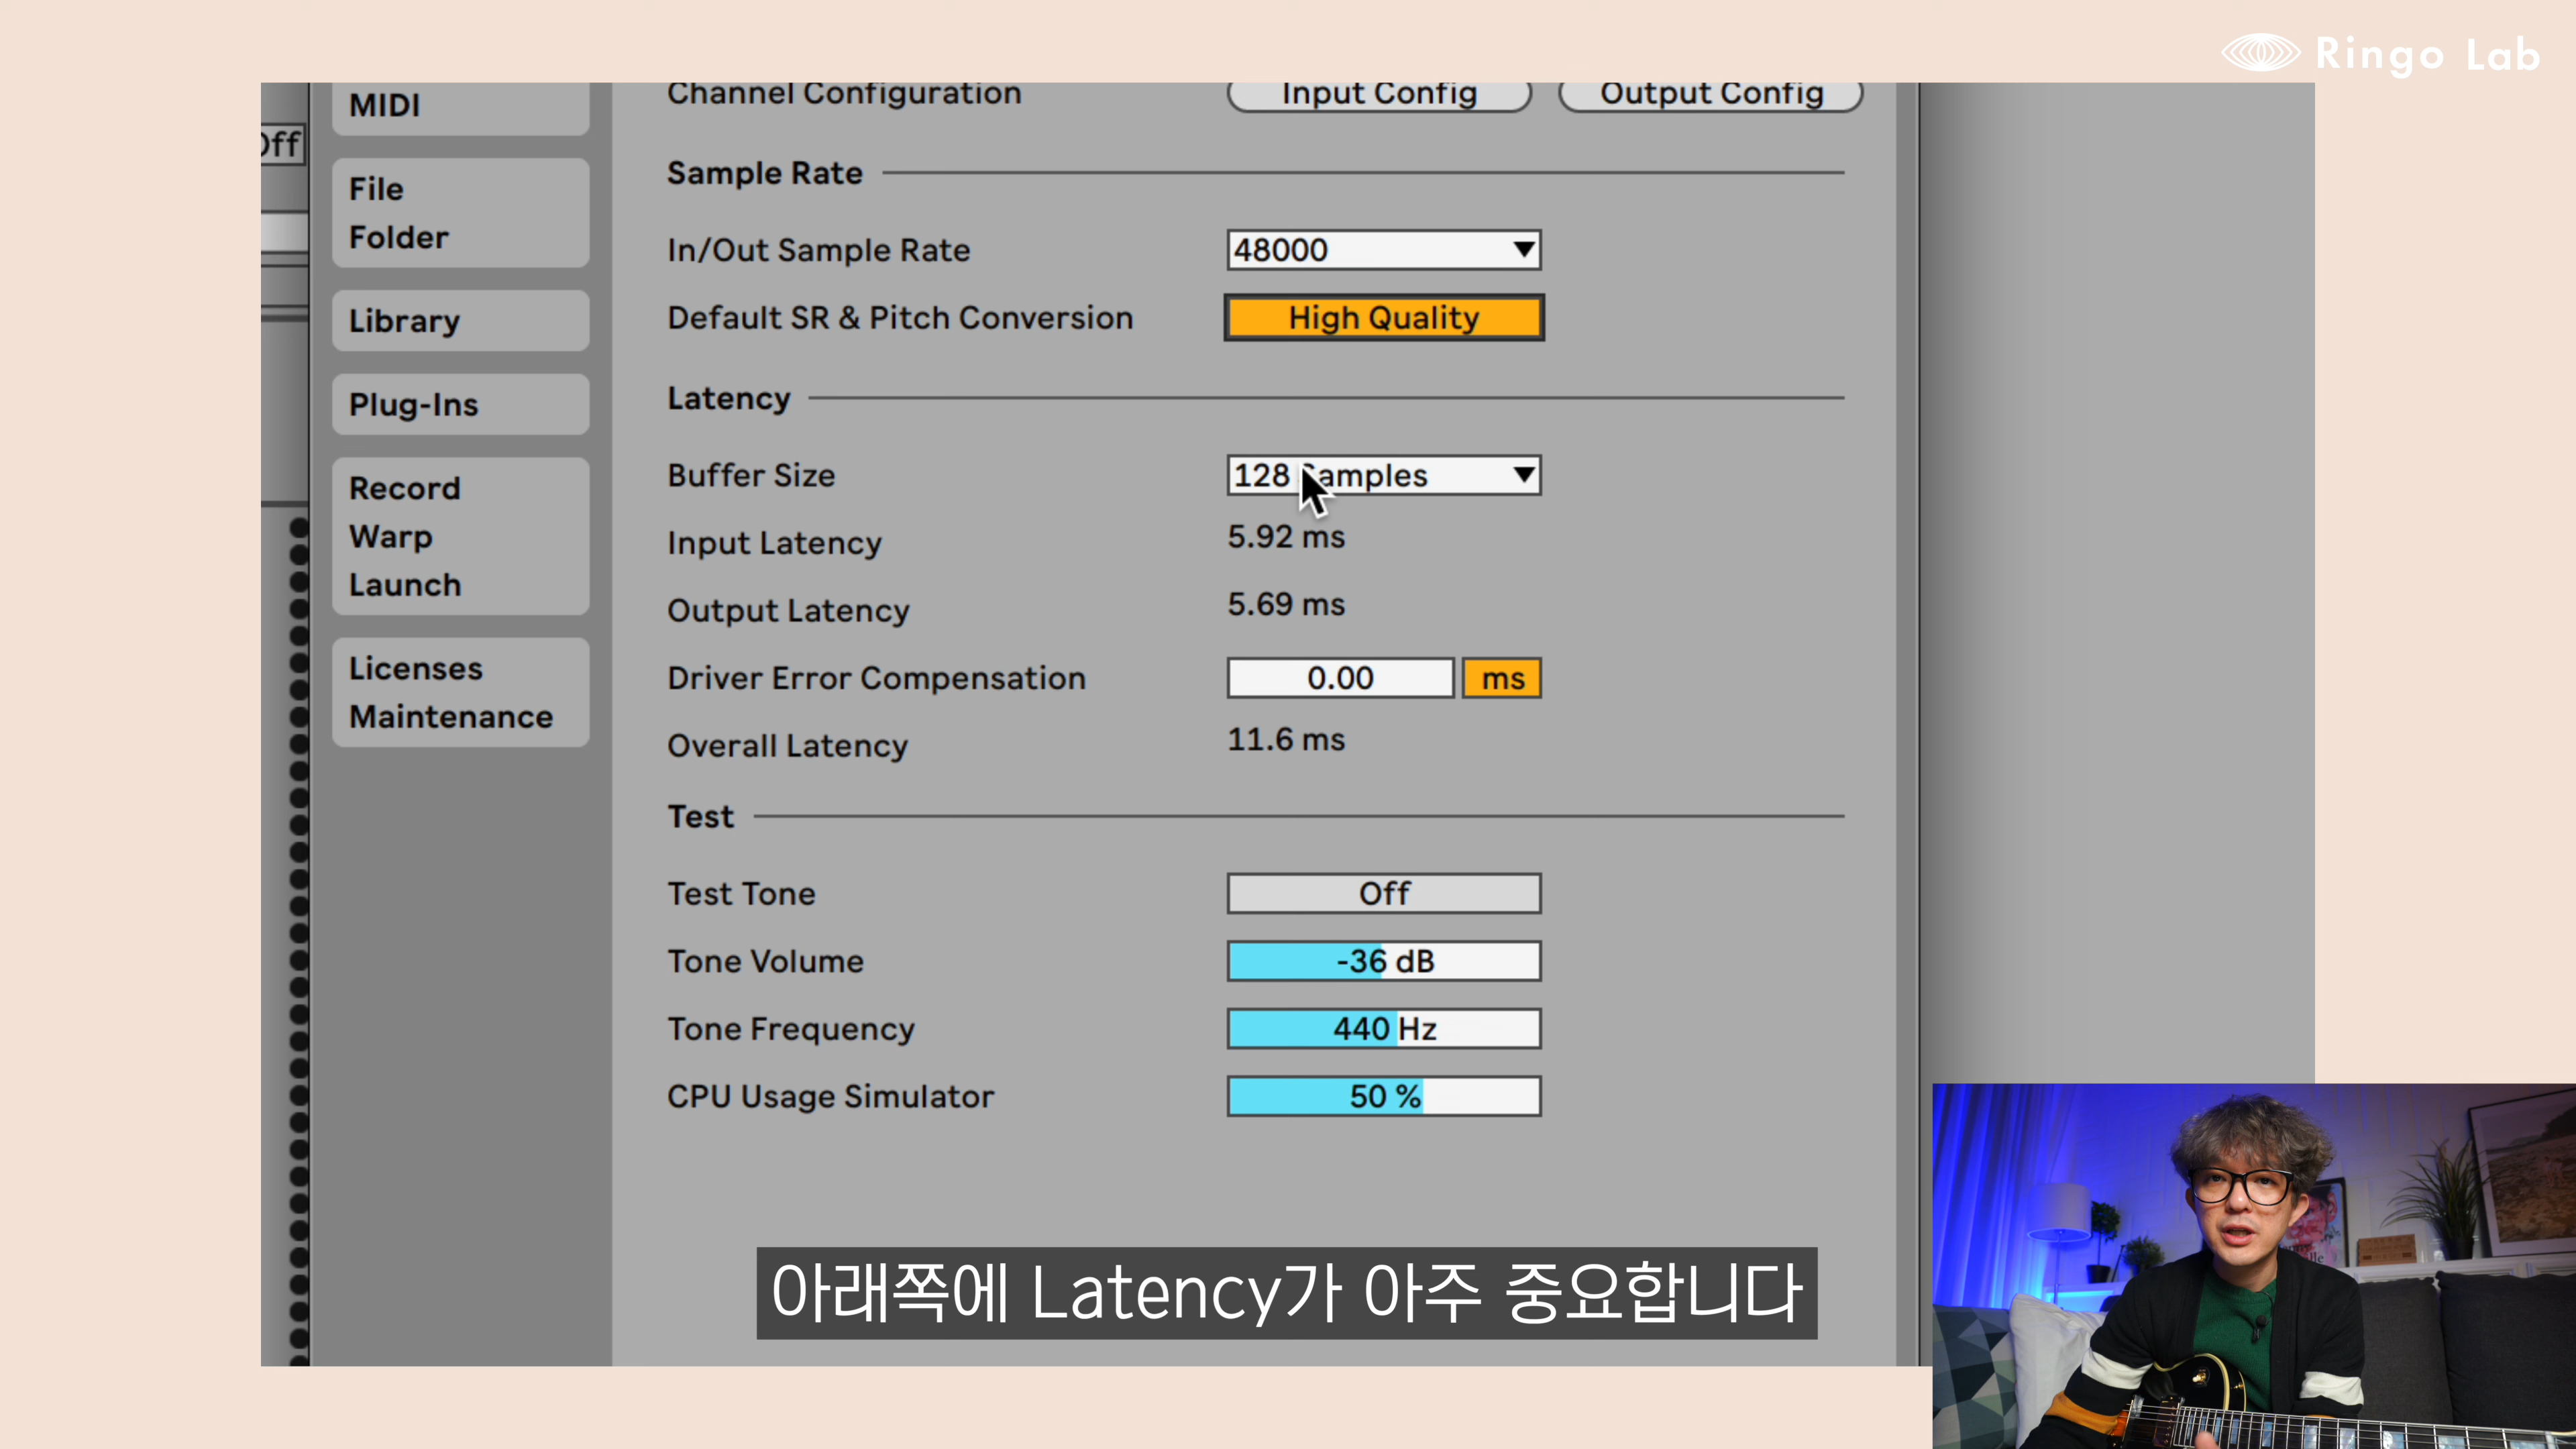 Ringo Lab
MIDI
File
Folder
Library
Plug-Ins
Record
Warp
Launch
Licenses
Maintenance
Off
Channel Configuration Input Config Output Config
Sample Rate
In/Out Sample Rate 48000
Default SR & Pitch Conversion High Quality
Latency
Buffer Size 128 Samples
Input Latency 5.92 ms
Output Latency 5.69 ms
Driver Error Compensation 0.00 ms
Overall Latency 11.6 ms
Test
Test Tone Off
Tone Volume -36 dB
Tone Frequency 440 Hz
CPU Usage Simulator 50 %
아래쪽에 Latency가 아주 중요합니다